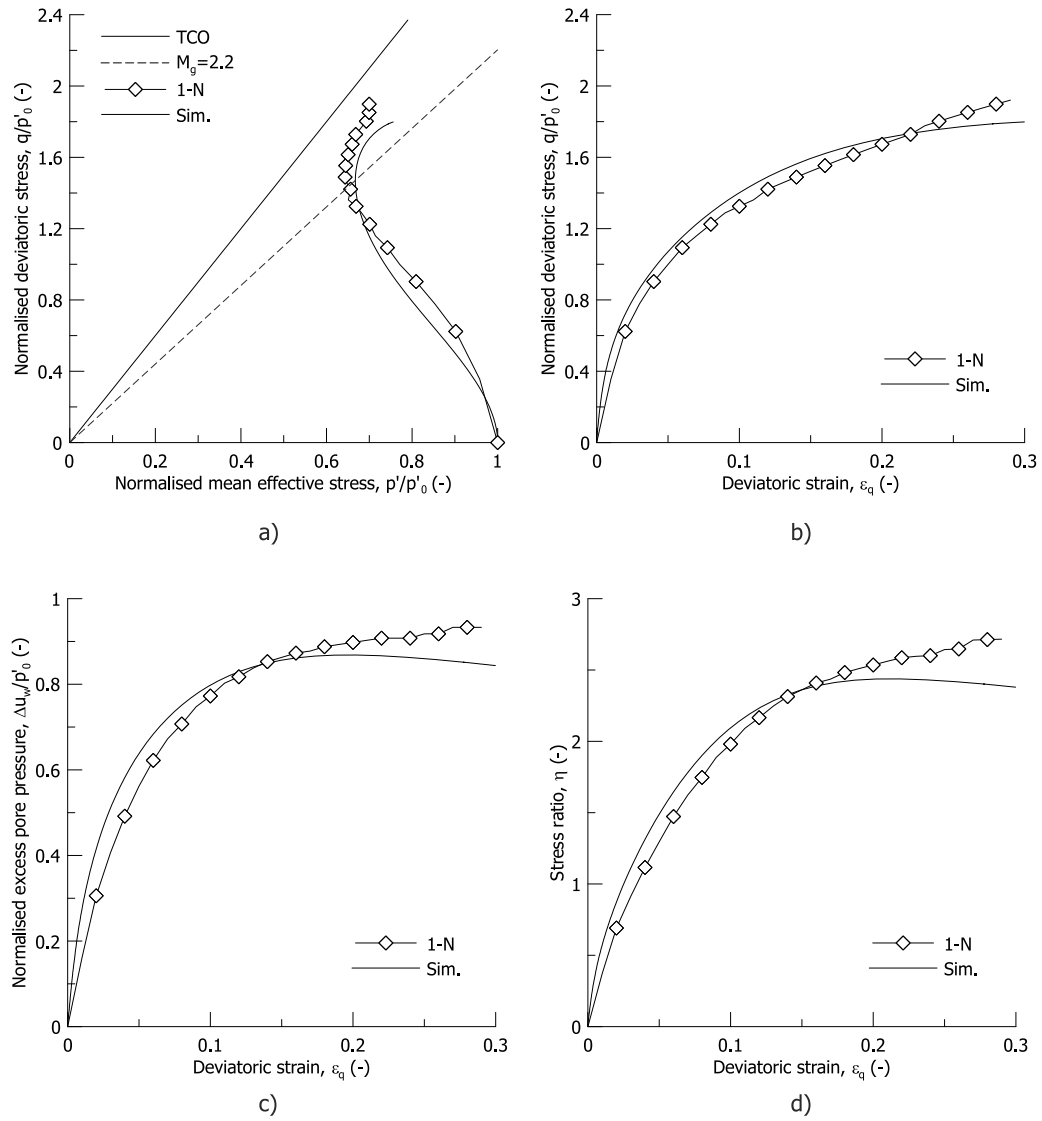 2.4
2
1.6
1.2
0.8
0.4
0
Normalised deviatoric stress, q/p'₀ (-)
TCO
M_g=2.2
1-N
Sim.
0 0.2 0.4 0.6 0.8 1
Normalised mean effective stress, p'/p'₀ (-)
a)
2.4
2
1.6
1.2
0.8
0.4
0
Normalised deviatoric stress, q/p'₀ (-)
1-N
Sim.
0 0.1 0.2 0.3
Deviatoric strain, ε_q (-)
b)
1
0.8
0.6
0.4
0.2
0
Normalised excess pore pressure, Δu_w/p'₀ (-)
1-N
Sim.
0 0.1 0.2 0.3
Deviatoric strain, ε_q (-)
c)
3
2
1
0
Stress ratio, η (-)
1-N
Sim.
0 0.1 0.2 0.3
Deviatoric strain, ε_q (-)
d)